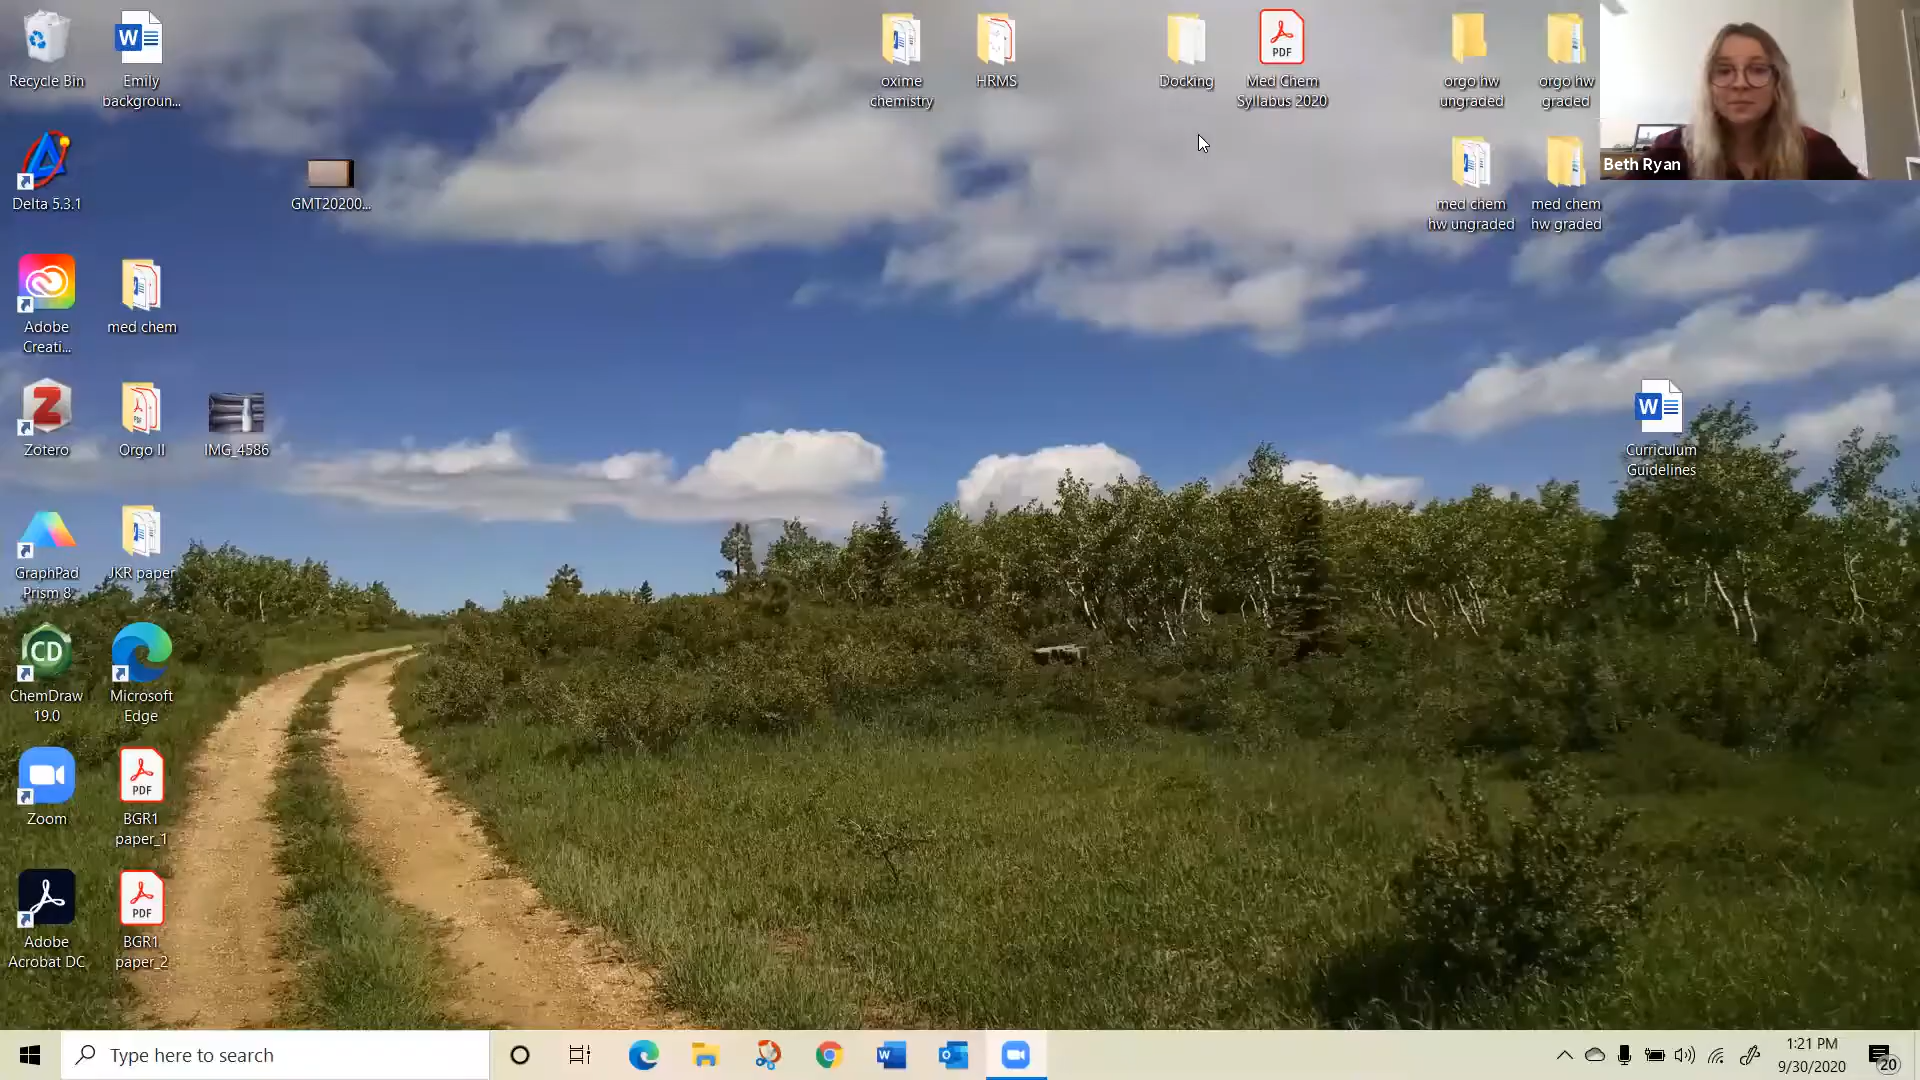 Recycle Bin
Emily
backgroun...
oxime
chemistry
HRMS
Docking
PDF
Med Chem
Syllabus 2020
orgo hw
ungraded
orgo hw
graded
Beth Ryan
Delta 5.3.1
GMT20200...
med chem
hw ungraded
med chem
hw graded
Adobe
Creati...
med chem
Zotero
PDF
Orgo II
IMG_4586
W
Curriculum
Guidelines
GraphPad
Prism 8
JKR paper
CD
ChemDraw
19.0
Microsoft
Edge
Zoom
PDF
BGR1
paper_1
Adobe
Acrobat DC
PDF
BGR1
paper_2
Type here to search
1:21 PM
9/30/2020
20